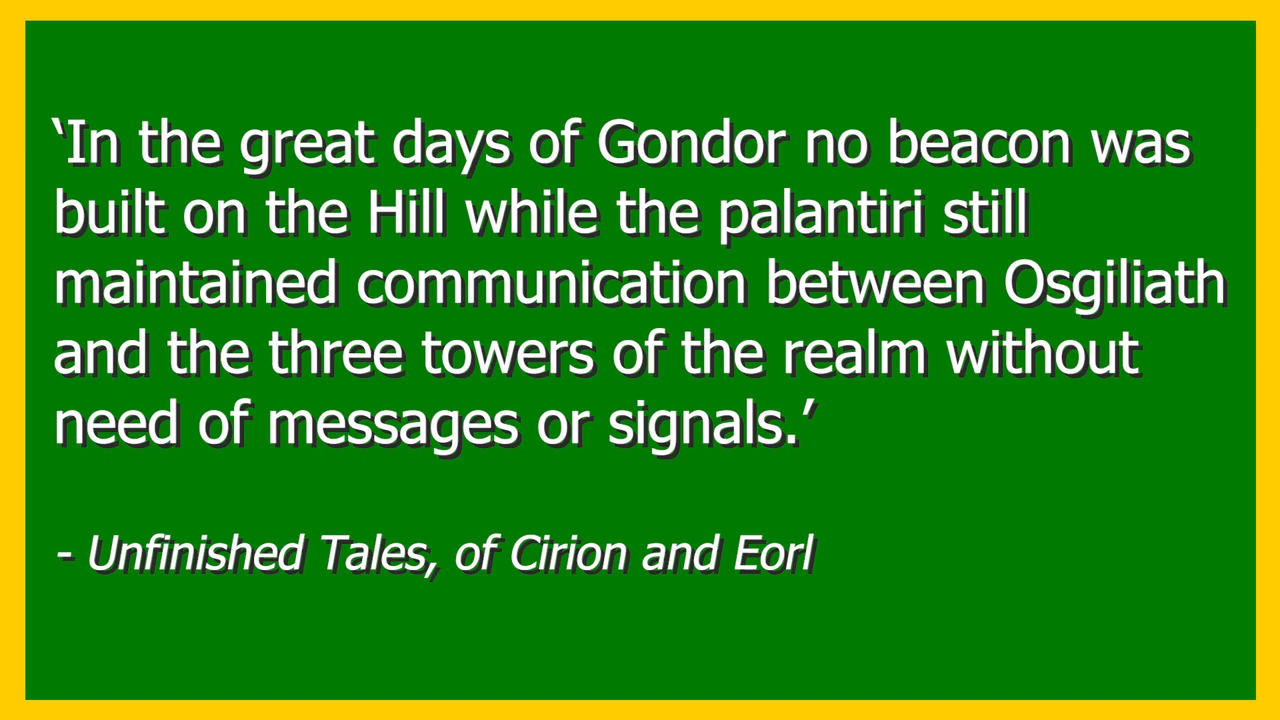 ‘In the great days of Gondor no beacon was
built on the Hill while the palantiri still
maintained communication between Osgiliath
and the three towers of the realm without
need of messages or signals.’
- Unfinished Tales, of Cirion and Eorl